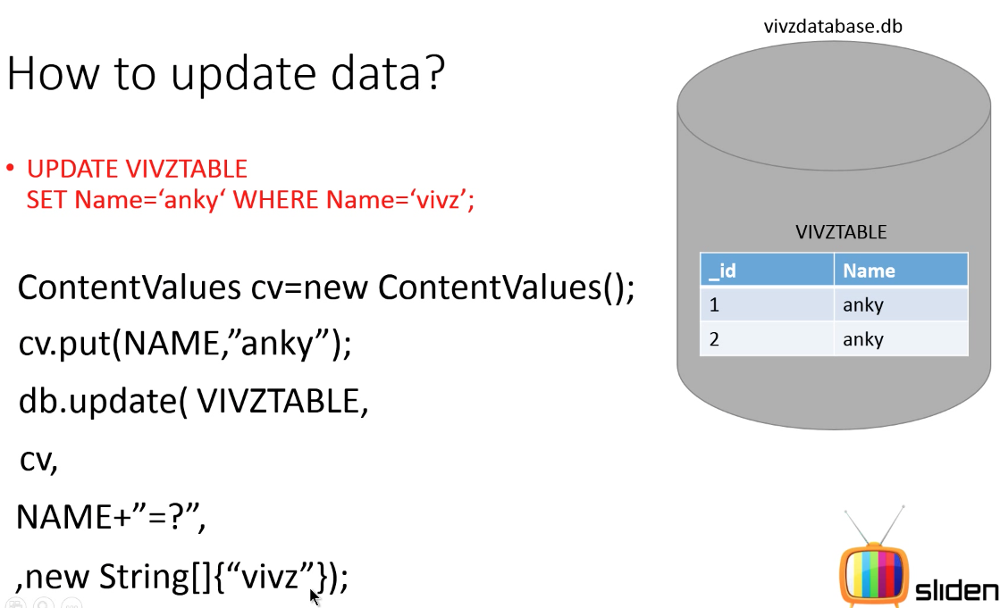 vivzdatabase.db
How to update data?
• UPDATE VIVZTABLE
SET Name=‘anky‘ WHERE Name=‘vivz’;
ContentValues cv=new ContentValues();
cv.put(NAME,”anky”);
db.update( VIVZTABLE,
cv,
NAME+”=?”,
,new String[]{“vivz”});
VIVZTABLE
_id Name
1 anky
2 anky
sliden